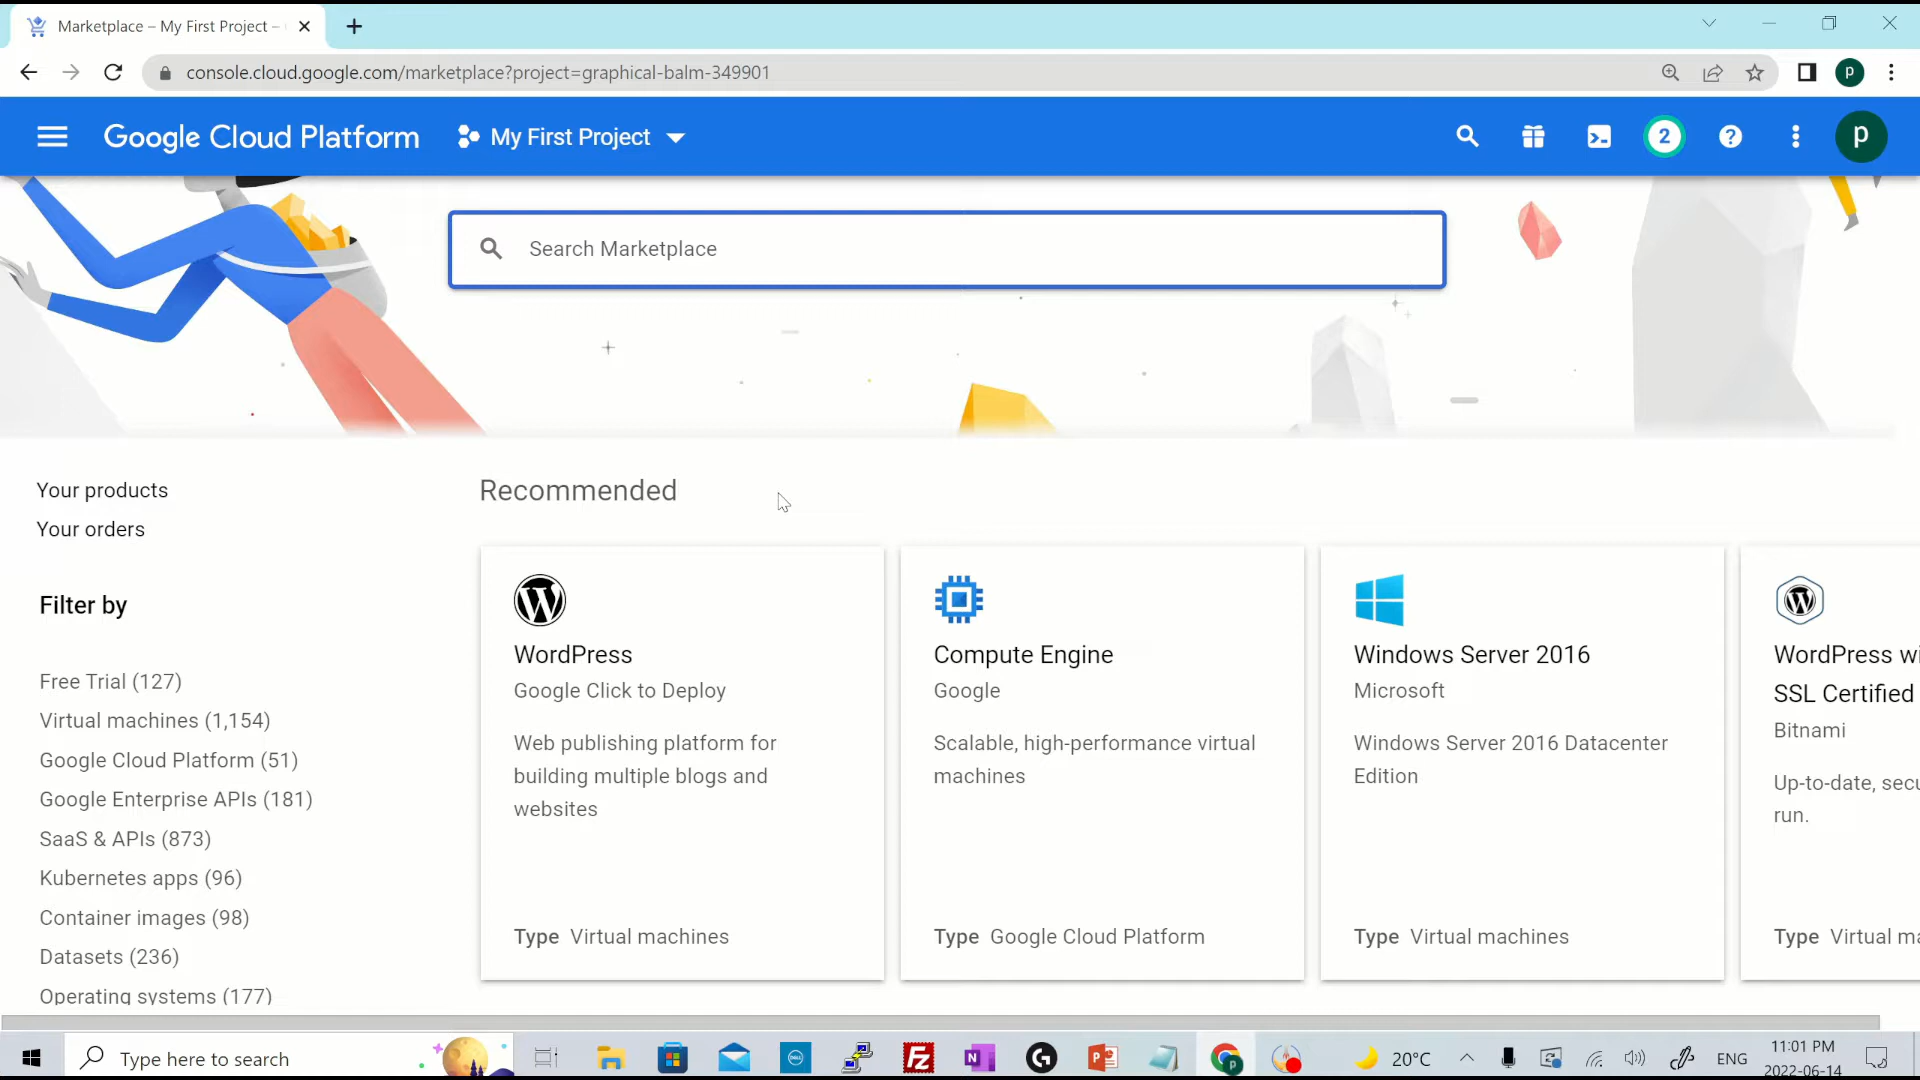 Marketplace – My First Project –
console.cloud.google.com/marketplace?project=graphical-balm-349901
p
Google Cloud Platform
My First Project
2
p
Search Marketplace
Your products
Your orders
Filter by
Free Trial (127)
Virtual machines (1,154)
Google Cloud Platform (51)
Google Enterprise APIs (181)
SaaS & APIs (873)
Kubernetes apps (96)
Container images (98)
Datasets (236)
Operating systems (177)
Recommended
WordPress
Google Click to Deploy
Web publishing platform for
building multiple blogs and
websites
Type Virtual machines
Compute Engine
Google
Scalable, high-performance virtual
machines
Type Google Cloud Platform
Windows Server 2016
Microsoft
Windows Server 2016 Datacenter
Edition
Type Virtual machines
WordPress wi
SSL Certified
Bitnami
Up-to-date, secu
run.
Type Virtual ma
Type here to search
20°C
ENG
11:01 PM
2022-06-14